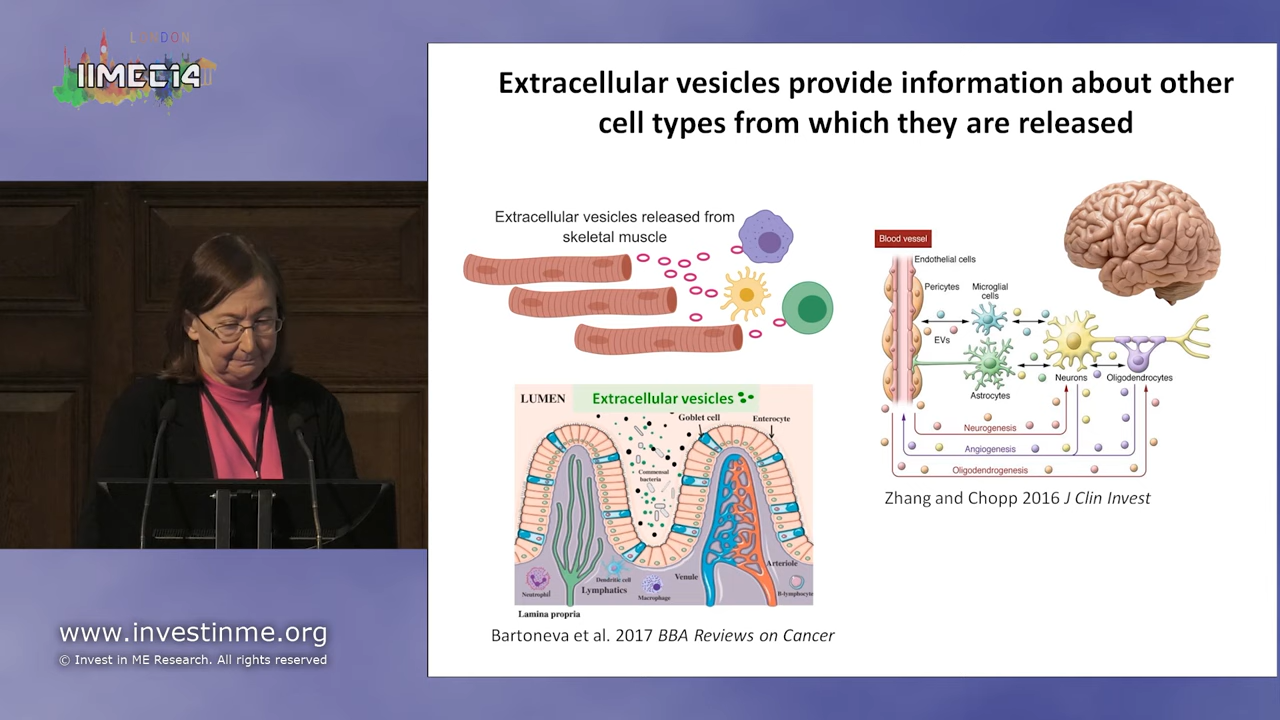 LONDON
IIMEC14
Extracellular vesicles provide information about other
cell types from which they are released
Extracellular vesicles released from
skeletal muscle
Blood vessel
Endothelial cells
Pericytes
Microglial
cells
EVs
Astrocytes
Neurons
Oligodendrocytes
Neurogenesis
Angiogenesis
Oligodendrogenesis
Zhang and Chopp 2016 J Clin Invest
LUMEN
Extracellular vesicles
Goblet cell
Enterocyte
Commensal
bacteria
Neutrophil
Lymphatics
Dendritic cell
Macrophage
Venule
Arteriole
B-lymphocyte
Lamina propria
Bartoneva et al. 2017 BBA Reviews on Cancer
www.investinme.org
© Invest in ME Research. All rights reserved